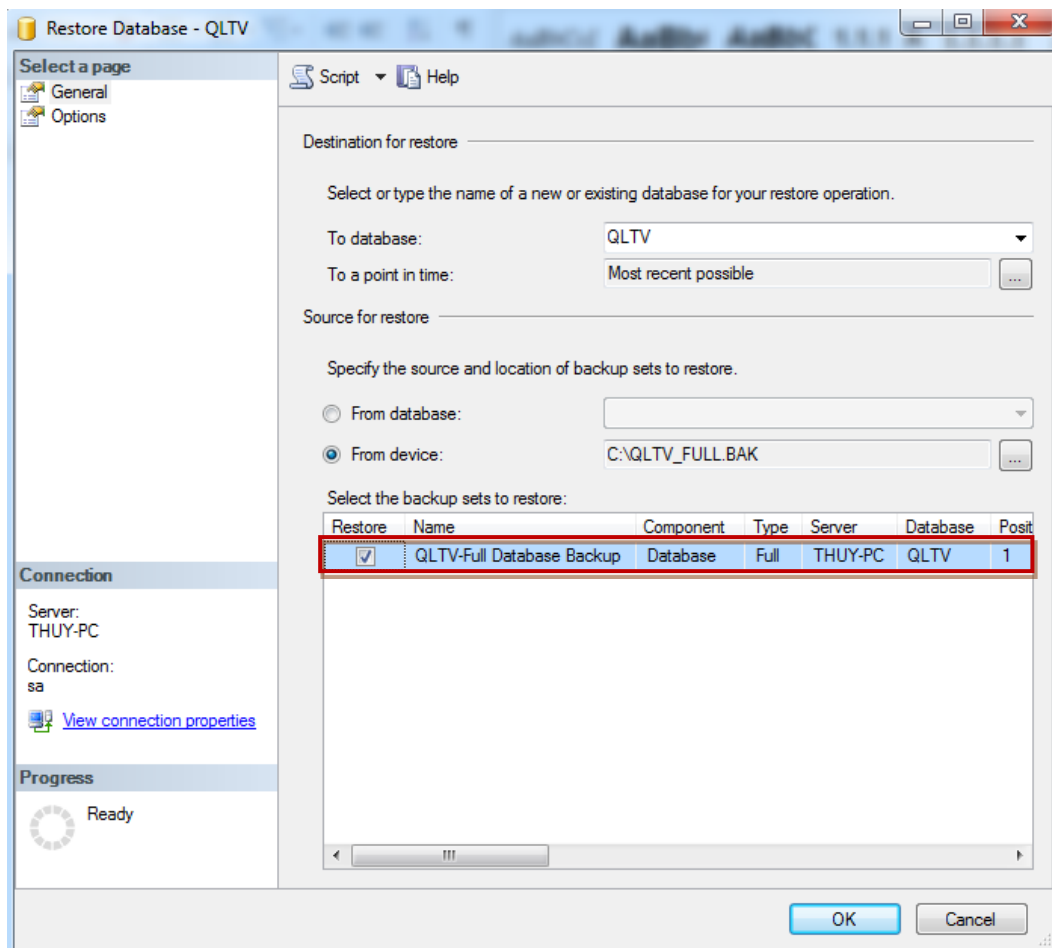 Restore Database - QLTV
Select a page
General
Options
Script Help
Destination for restore
Select or type the name of a new or existing database for your restore operation.
To database: QLTV
To a point in time: Most recent possible ...
Source for restore
Specify the source and location of backup sets to restore.
From database:
From device: C:\QLTV_FULL.BAK ...
Select the backup sets to restore:
Restore Name Component Type Server Database Posit
QLTV-Full Database Backup Database Full THUY-PC QLTV 1
Connection
Server:
THUY-PC
Connection:
sa
View connection properties
Progress
Ready
OK Cancel